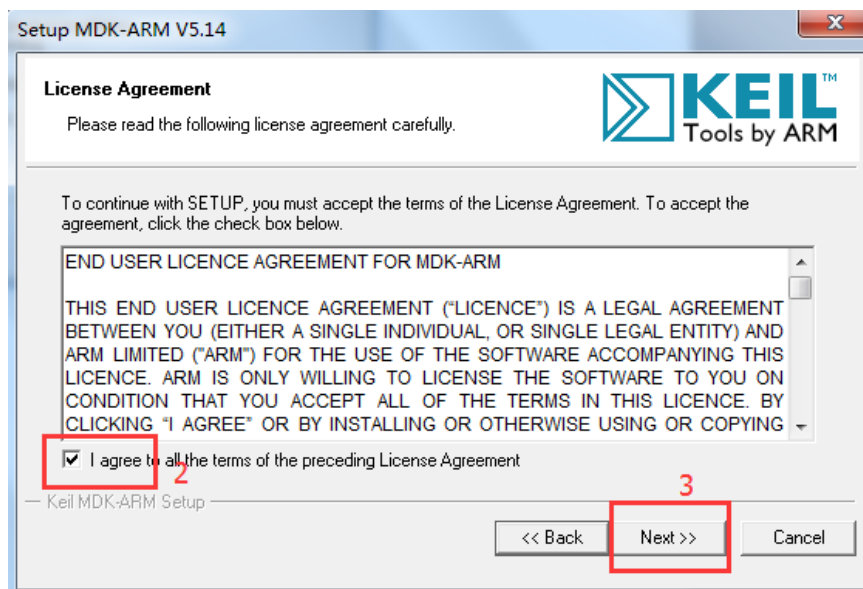 Setup MDK-ARM V5.14
License Agreement
Please read the following license agreement carefully.
KEIL™
Tools by ARM
To continue with SETUP, you must accept the terms of the License Agreement. To accept the
agreement, click the check box below.
END USER LICENCE AGREEMENT FOR MDK-ARM
THIS END USER LICENCE AGREEMENT (“LICENCE”) IS A LEGAL AGREEMENT
BETWEEN YOU (EITHER A SINGLE INDIVIDUAL, OR SINGLE LEGAL ENTITY) AND
ARM LIMITED ("ARM") FOR THE USE OF THE SOFTWARE ACCOMPANYING THIS
LICENCE. ARM IS ONLY WILLING TO LICENSE THE SOFTWARE TO YOU ON
CONDITION THAT YOU ACCEPT ALL OF THE TERMS IN THIS LICENCE. BY
CLICKING “I AGREE” OR BY INSTALLING OR OTHERWISE USING OR COPYING
I agree to all the terms of the preceding License Agreement
2
Keil MDK-ARM Setup
3
<< Back
Next >>
Cancel